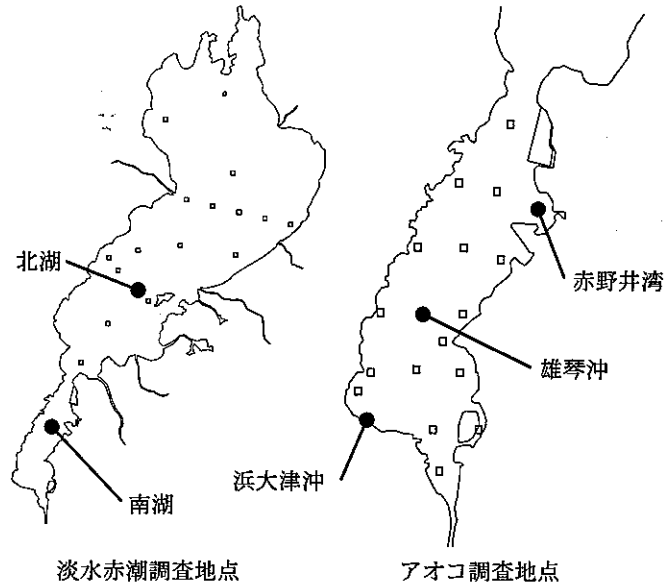 北湖
南湖
淡水赤潮調査地点
赤野井湾
雄琴沖
浜大津沖
アオコ調査地点